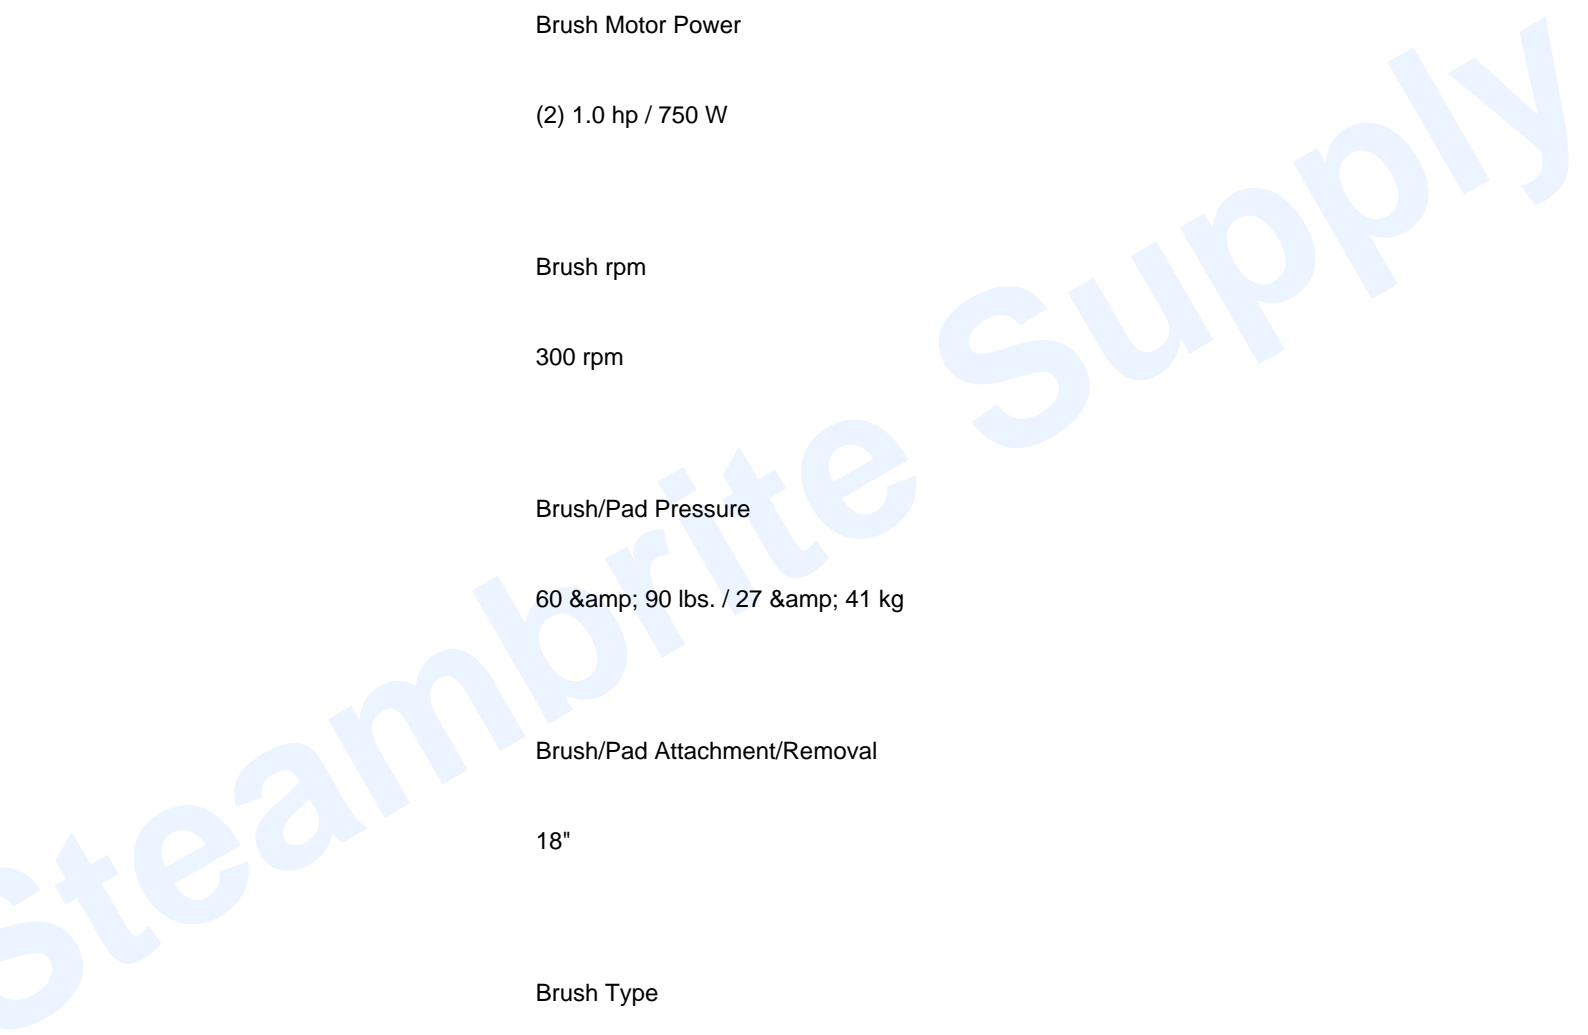 Brush Motor Power
(2) 1.0 hp / 750 W
Brush rpm
300 rpm
Brush/Pad Pressure
60 &amp; 90 lbs. / 27 &amp; 41 kg
Brush/Pad Attachment/Removal
18"
Brush Type
Steambrite Supply